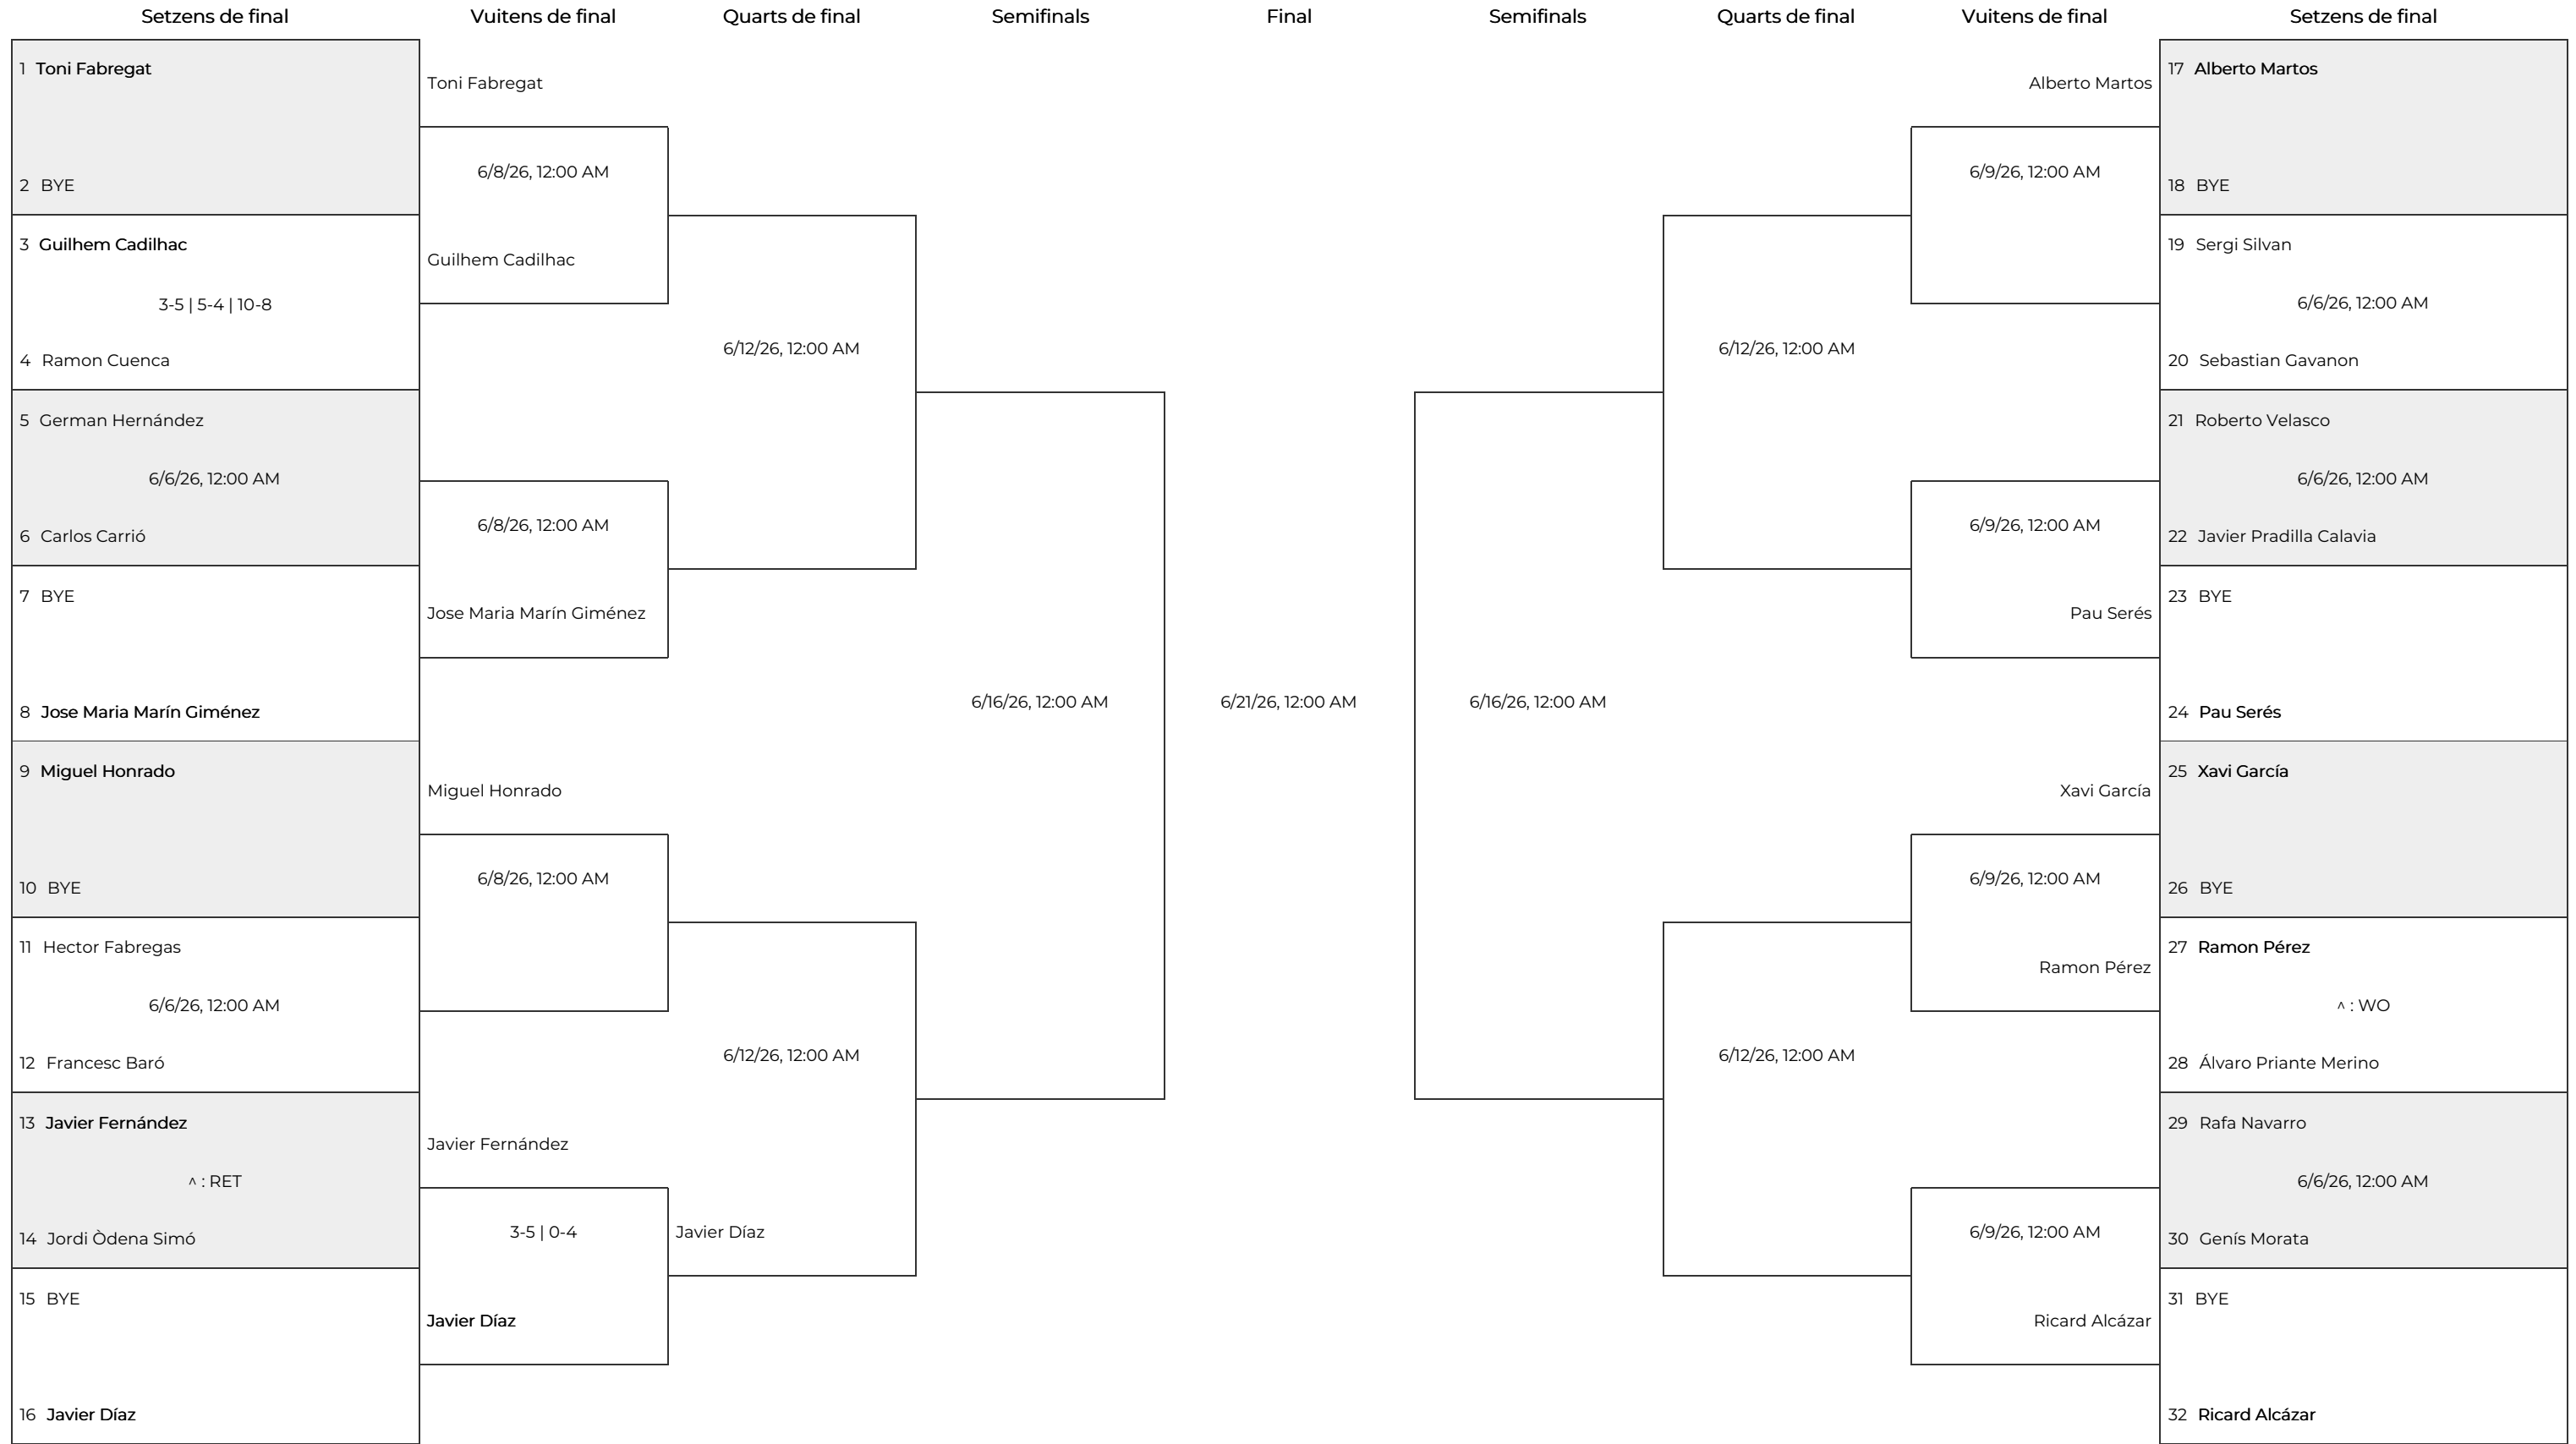 Setzens de final
Vuitens de final
Quarts de final
Semifinals
Final
Semifinals
Quarts de final
Vuitens de final
Setzens de final
1 Toni Fabregat
2 BYE
3 Guilhem Cadilhac
3-5 | 5-4 | 10-8
4 Ramon Cuenca
5 German Hernández
6/6/26, 12:00 AM
6 Carlos Carrió
7 BYE
8 Jose Maria Marín Giménez
9 Miguel Honrado
10 BYE
11 Hector Fabregas
6/6/26, 12:00 AM
12 Francesc Baró
13 Javier Fernández
^ : RET
14 Jordi Òdena Simó
15 BYE
16 Javier Díaz
Toni Fabregat
6/8/26, 12:00 AM
Guilhem Cadilhac
6/8/26, 12:00 AM
Jose Maria Marín Giménez
Miguel Honrado
6/8/26, 12:00 AM
Javier Fernández
3-5 | 0-4
Javier Díaz
6/12/26, 12:00 AM
6/12/26, 12:00 AM
Javier Díaz
6/16/26, 12:00 AM
6/21/26, 12:00 AM
6/16/26, 12:00 AM
6/12/26, 12:00 AM
6/12/26, 12:00 AM
Alberto Martos
6/9/26, 12:00 AM
6/9/26, 12:00 AM
Pau Serés
Xavi García
6/9/26, 12:00 AM
Ramon Pérez
6/9/26, 12:00 AM
Ricard Alcázar
17 Alberto Martos
18 BYE
19 Sergi Silvan
6/6/26, 12:00 AM
20 Sebastian Gavanon
21 Roberto Velasco
6/6/26, 12:00 AM
22 Javier Pradilla Calavia
23 BYE
24 Pau Serés
25 Xavi García
26 BYE
27 Ramon Pérez
^ : WO
28 Álvaro Priante Merino
29 Rafa Navarro
6/6/26, 12:00 AM
30 Genís Morata
31 BYE
32 Ricard Alcázar